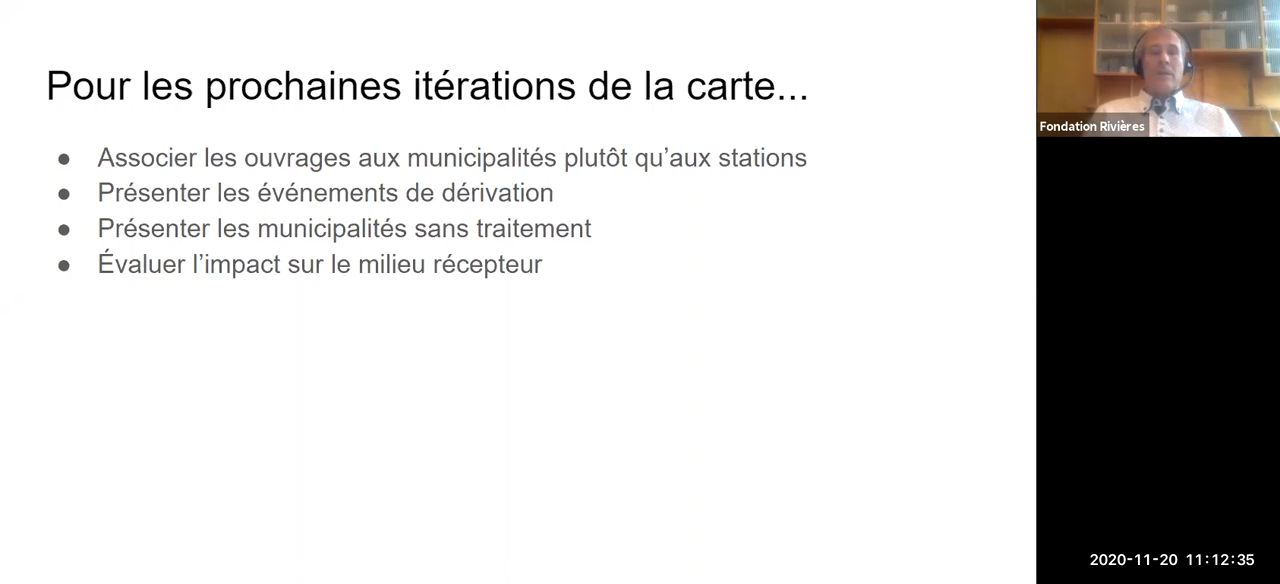 Pour les prochaines itérations de la carte...
● Associer les ouvrages aux municipalités plutôt qu’aux stations
● Présenter les événements de dérivation
● Présenter les municipalités sans traitement
● Évaluer l’impact sur le milieu récepteur
Fondation Rivières
2020-11-20 11:12:35